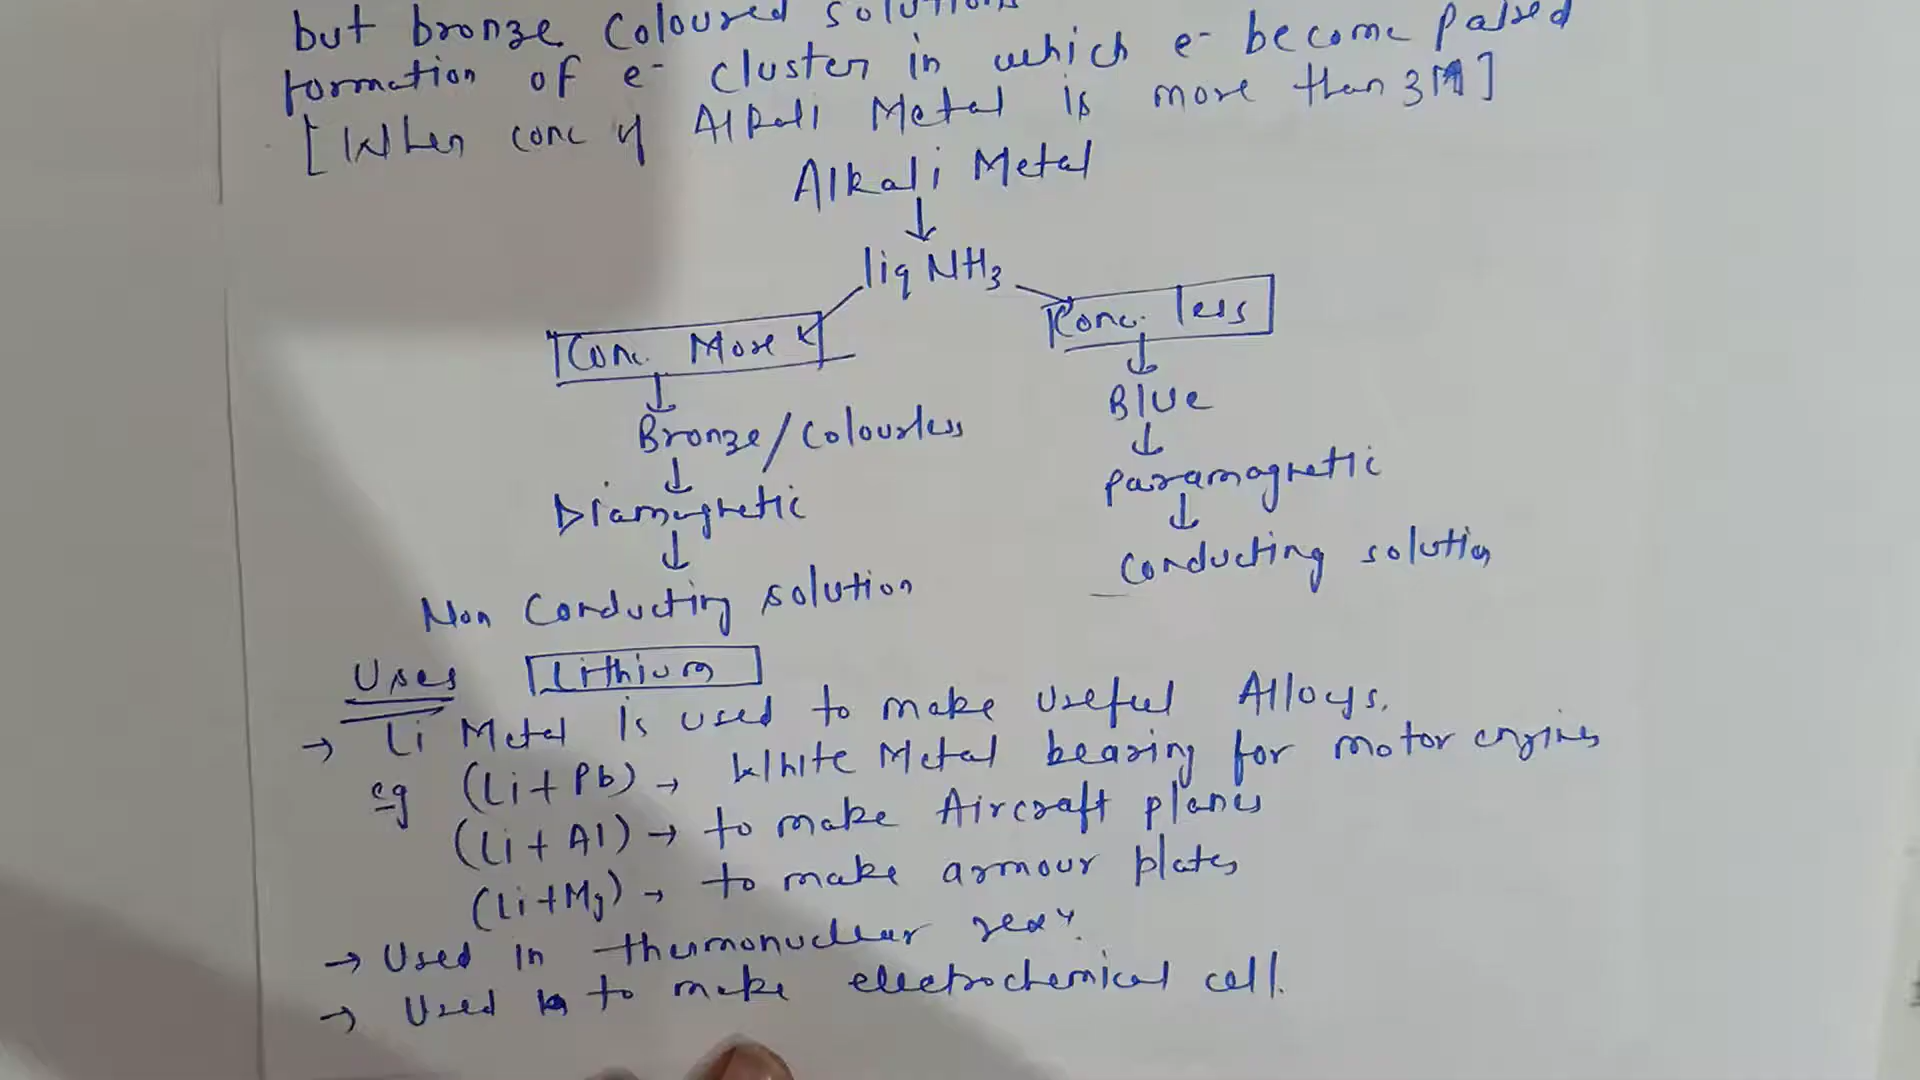 but bronze coloured solutions
formation of e- cluster in which e- become paired
[When conc of Alkali Metal is more than 3M]
Alkali Metal
↓
liq NH3
Conc. More
Conc. less
↓
↓
Bronze/Colourless
Blue
↓
↓
Diamagnetic
paramagnetic
↓
↓
Non Conducting solution
conducting solution
Uses Lithium
→ Li Metal is used to make useful Alloys.
eg (Li+Pb) → White Metal bearing for motor engines
(Li+Al) → to make Aircraft planes
(Li+Mg) → to make armour plates
→ Used in thermonuclear rexn.
→ Used to make electrochemical cell.